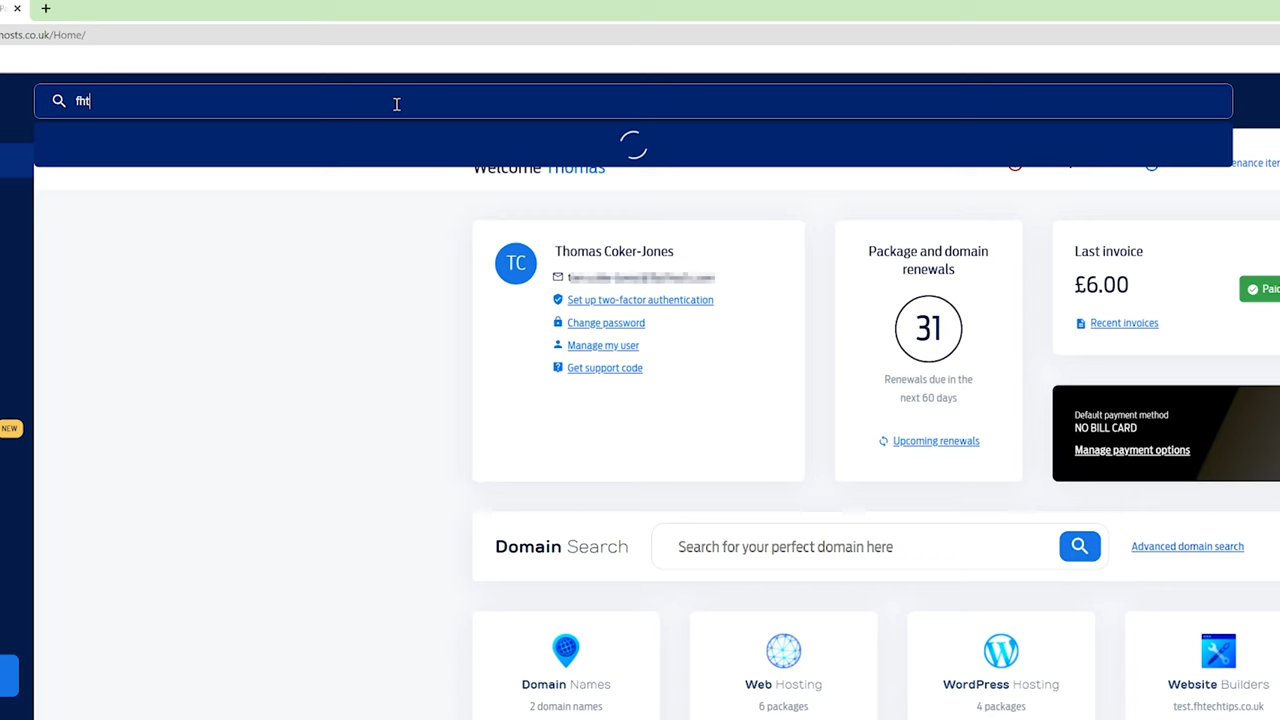 hosts.co.uk/Home/
fht
Welcome Thomas
Thomas Coker-Jones
TC
Set up two-factor authentication
Change password
Manage my user
Get support code
Package and domain
renewals
31
Renewals due in the
next 60 days
Upcoming renewals
Last invoice
£6.00
Paid
Recent invoices
NEW
Default payment method
NO BILL CARD
Manage payment options
Domain Search
Search for your perfect domain here
Advanced domain search
Domain Names
2 domain names
Web Hosting
6 packages
WordPress Hosting
4 packages
Website Builders
test.fhtechtips.co.uk